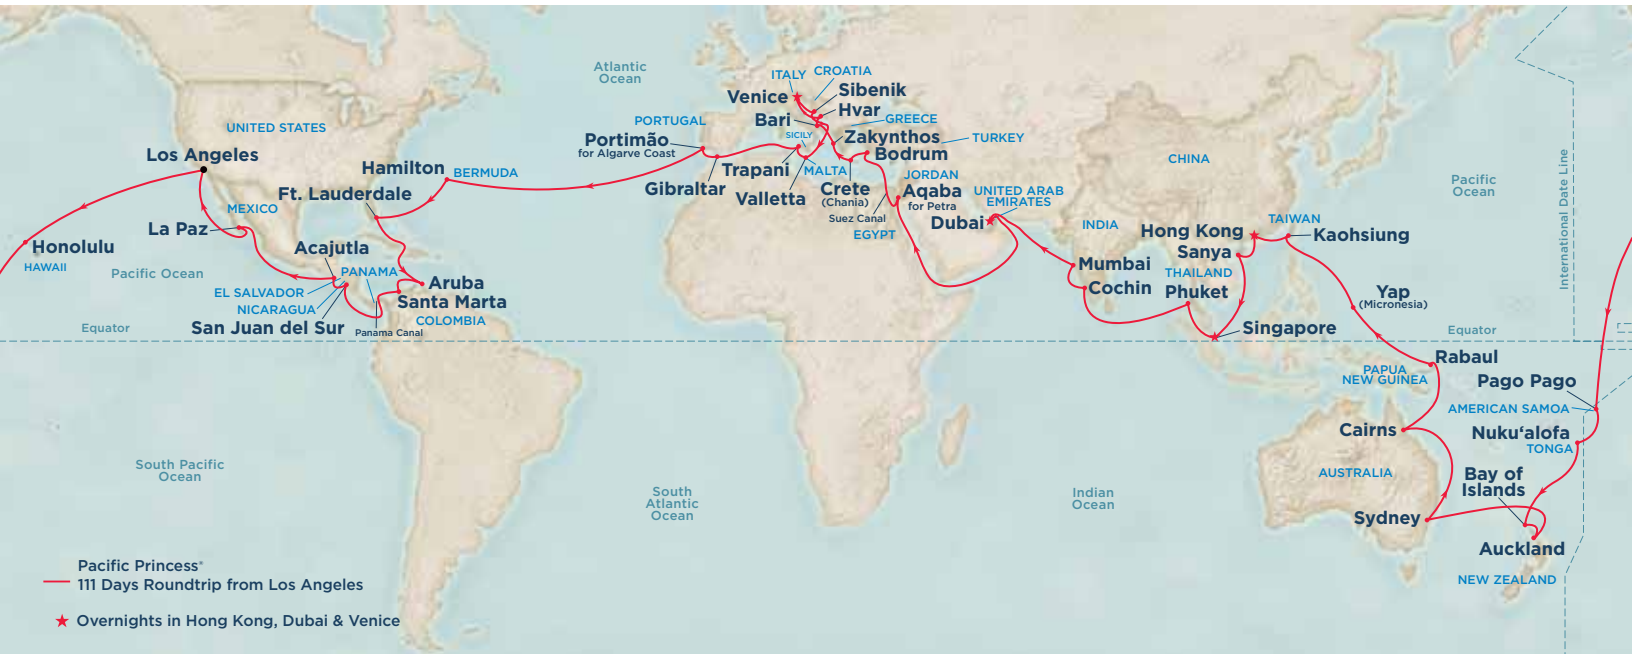 Atlantic
Ocean
ITALY
CROATIA
Venice
Sibenik
Hvar
Bari
GREECE
PORTUGAL
UNITED STATES
Portimão
for Algarve Coast
SICILY
Zakynthos
TURKEY
Bodrum
Los Angeles
Hamilton
BERMUDA
Trapani
MALTA
CHINA
Gibraltar
Valletta
Crete
(Chania)
JORDAN
Aqaba
for Petra
UNITED ARAB
EMIRATES
Pacific
Ocean
International Date Line
Ft. Lauderdale
MEXICO
La Paz
Suez Canal
EGYPT
Dubai
INDIA
Hong Kong
TAIWAN
Kaohsiung
Sanya
Honolulu
HAWAII
Acajutla
Pacific Ocean
PANAMA
Mumbai
THAILAND
Aruba
Cochin
Phuket
Yap
(Micronesia)
EL SALVADOR
NICARAGUA
Santa Marta
COLOMBIA
San Juan del Sur
Panama Canal
Equator
Singapore
Equator
Rabaul
PAPUA
NEW GUINEA
Pago Pago
AMERICAN SAMOA
Cairns
Nuku‘alofa
TONGA
South Pacific
Ocean
AUSTRALIA
Bay of
Islands
South
Atlantic
Ocean
Indian
Ocean
Sydney
Auckland
NEW ZEALAND
Pacific Princess®
111 Days Roundtrip from Los Angeles
Overnights in Hong Kong, Dubai & Venice